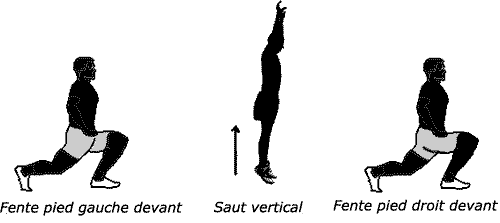 Fente pied gauche devant
Saut vertical
Fente pied droit devant